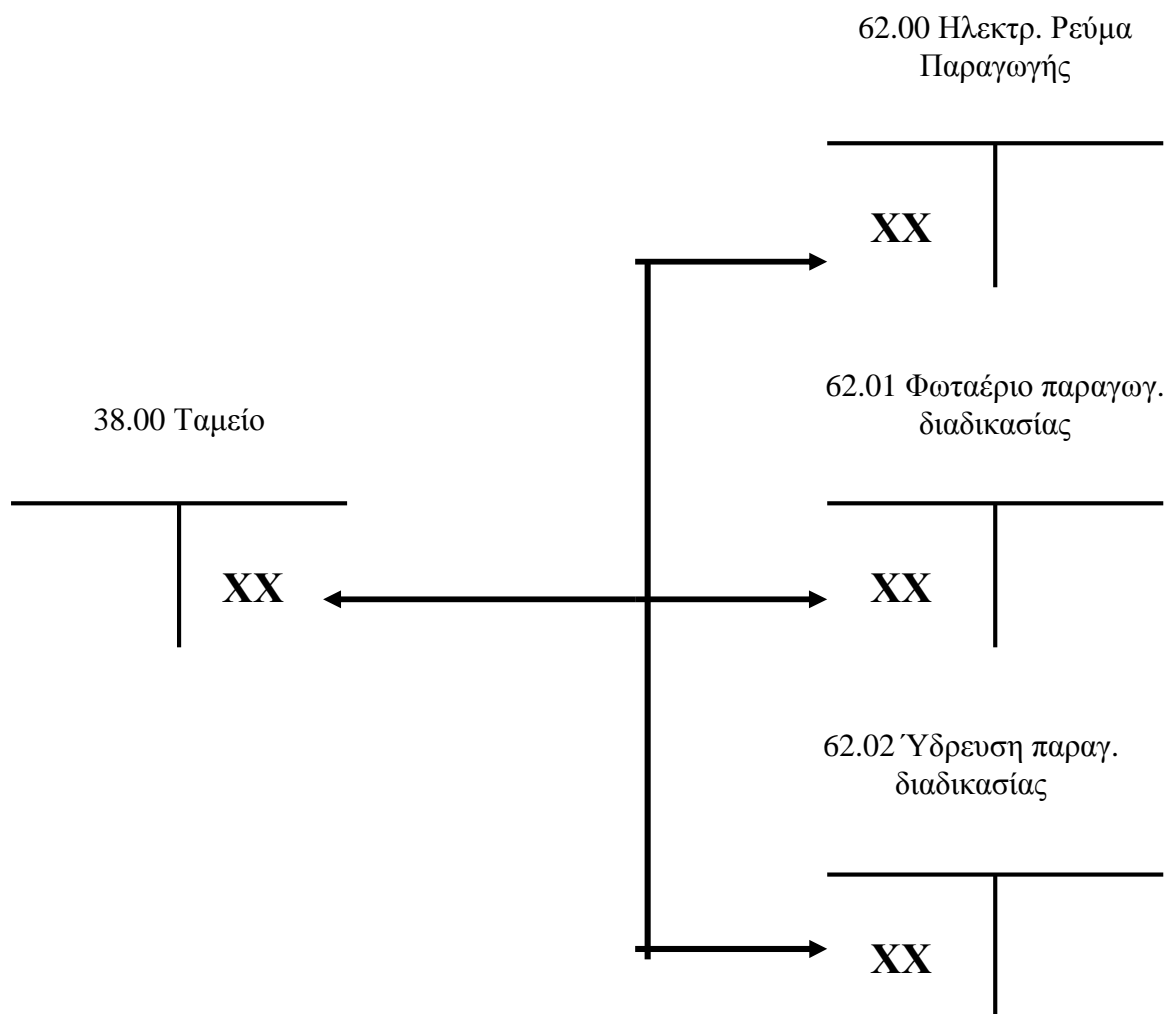 62.00 Ηλεκτρ. Ρεύμα
Παραγωγής
XX
62.01 Φωταέριο παραγωγ.
διαδικασίας
38.00 Ταμείο
XX
XX
62.02 Ύδρευση παραγ.
διαδικασίας
XX